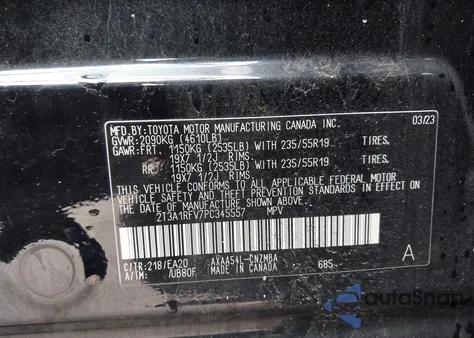 MFD.BY:TOYOTA MOTOR MANUFACTURING CANADA INC. 03/23
GVWR:2090KG (4610LB)
GAWR:FRT. 1150KG (2535LB) WITH 235/55R19 TIRES,
19X7 1/2J RIMS
RR 1150KG (2535LB) WITH 235/55R19 TIRES,
19X7 1/2J RIMS
THIS VEHICLE CONFORMS TO ALL APPLICABLE FEDERAL MOTOR
VEHICLE SAFETY AND THEFT PREVENTION STANDARDS IN EFFECT
ON THE DATE OF MANUFACTURE SHOWN ABOVE.
2T3A1RFV7PC345557 MPV
C/TR:218/EA20 AXAA54L-CNZMBA A
A/TM: /UB80F MADE IN CANADA 685
autoSnap